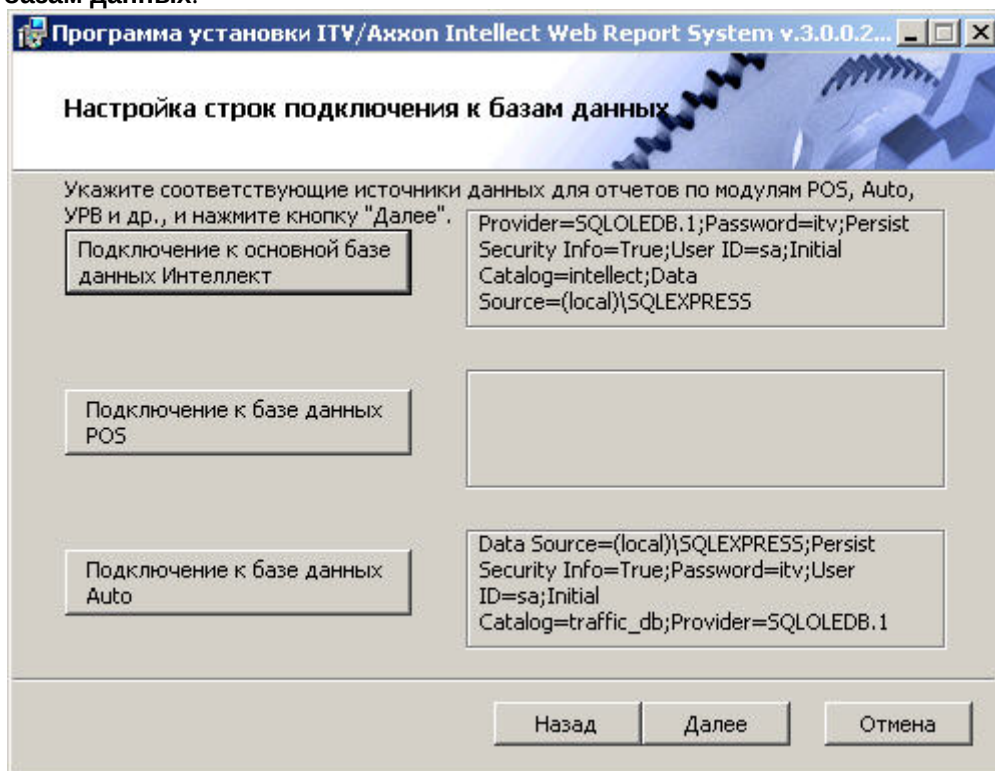 базам данных.
Программа установки ITV/Axxon Intellect Web Report System v.3.0.0.2...
Настройка строк подключения к базам данных
Укажите соответствующие источники данных для отчетов по модулям POS, Auto,
УРВ и др., и нажмите кнопку "Далее".
Подключение к основной базе
данных Интеллект
Provider=SQLOLEDB.1;Password=itv;Persist
Security Info=True;User ID=sa;Initial
Catalog=intellect;Data
Source=(local)\SQLEXPRESS
Подключение к базе данных
POS
Подключение к базе данных
Auto
Data Source=(local)\SQLEXPRESS;Persist
Security Info=True;Password=itv;User
ID=sa;Initial
Catalog=traffic_db;Provider=SQLOLEDB.1
Назад
Далее
Отмена